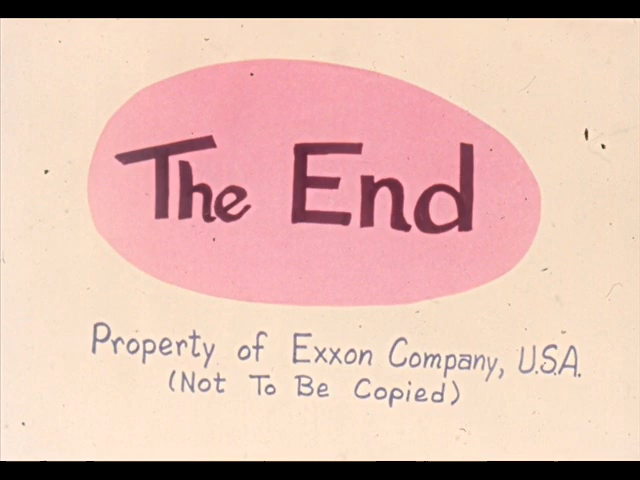 The End
Property of Exxon Company, U.S.A.
(Not To Be Copied)